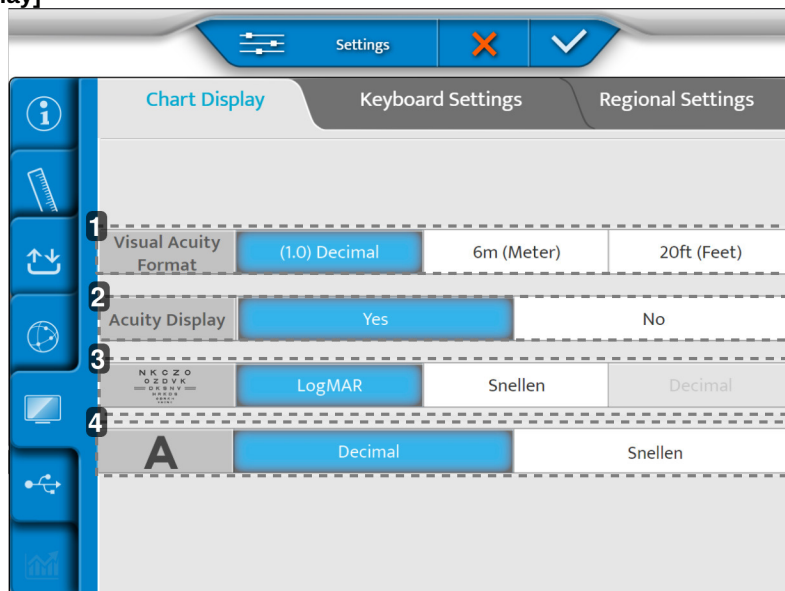 lay]
Settings
Chart Display
Keyboard Settings
Regional Settings
1
Visual Acuity Format
(1.0) Decimal
6m (Meter)
20ft (Feet)
2
Acuity Display
Yes
No
3
N K C Z O
O Z D V K
LogMAR
Snellen
Decimal
4
A
Decimal
Snellen